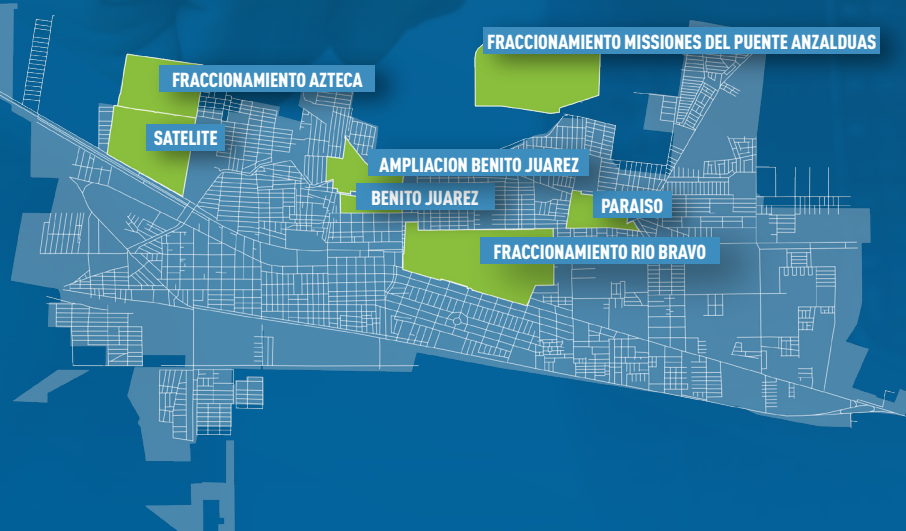 FRACCIONAMIENTO MISSIONES DEL PUENTE ANZALDUAS
FRACCIONAMIENTO AZTECA
SATELITE
AMPLIACION BENITO JUAREZ
BENITO JUAREZ
PARAISO
FRACCIONAMIENTO RIO BRAVO